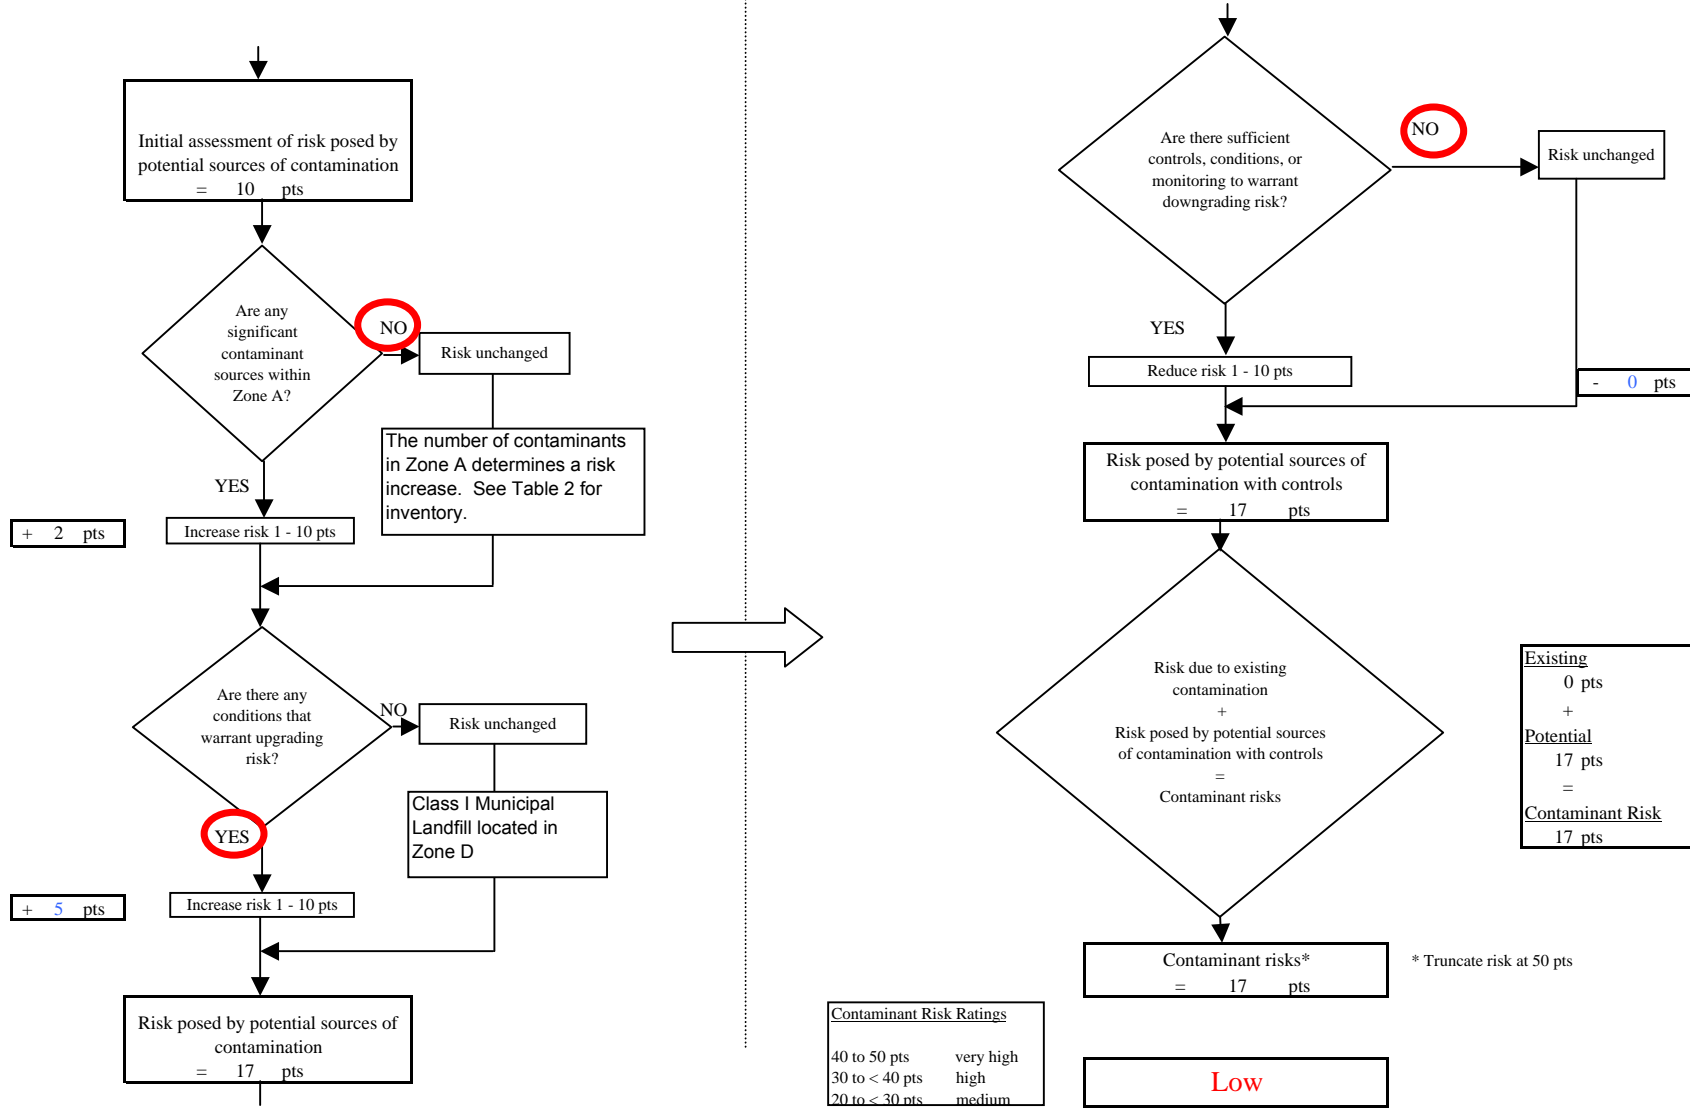 Initial assessment of risk posed by
potential sources of contamination
= 10 pts
Are any
significant
contaminant
sources within
Zone A?
NO
Risk unchanged
The number of contaminants
in Zone A determines a risk
increase. See Table 2 for
inventory.
YES
+ 2 pts
Increase risk 1 - 10 pts
Are there any
conditions that
warrant upgrading
risk?
NO
Risk unchanged
Class I Municipal
Landfill located in
Zone D
YES
+ 5 pts
Increase risk 1 - 10 pts
Risk posed by potential sources of
contamination
= 17 pts
Are there sufficient
controls, conditions, or
monitoring to warrant
downgrading risk?
NO
Risk unchanged
YES
Reduce risk 1 - 10 pts
- 0 pts
Risk posed by potential sources of
contamination with controls
= 17 pts
Risk due to existing
contamination
+
Risk posed by potential sources
of contamination with controls
=
Contaminant risks
Existing
0 pts
+
Potential
17 pts
=
Contaminant Risk
17 pts
Contaminant risks*
= 17 pts
* Truncate risk at 50 pts
Contaminant Risk Ratings
40 to 50 pts very high
30 to < 40 pts high
20 to < 30 pts medium
Low